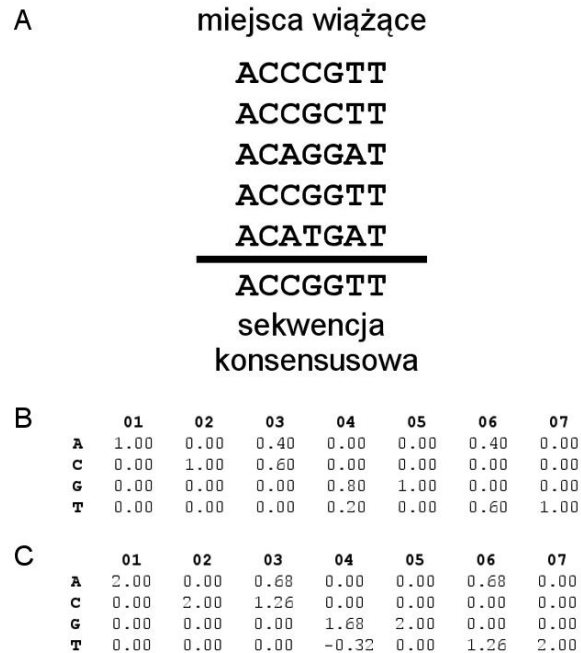 A
miejsca wiążące
ACCCGTT
ACCGCTT
ACAGGAT
ACCGGTT
ACATGAT
ACCGGTT
sekwencja
konsensusowa
B
01 02 03 04 05 06 07
A 1.00 0.00 0.40 0.00 0.00 0.40 0.00
C 0.00 1.00 0.60 0.00 0.00 0.00 0.00
G 0.00 0.00 0.00 0.80 1.00 0.00 0.00
T 0.00 0.00 0.00 0.20 0.00 0.60 1.00
C
01 02 03 04 05 06 07
A 2.00 0.00 0.68 0.00 0.00 0.68 0.00
C 0.00 2.00 1.26 0.00 0.00 0.00 0.00
G 0.00 0.00 0.00 1.68 2.00 0.00 0.00
T 0.00 0.00 0.00 -0.32 0.00 1.26 2.00